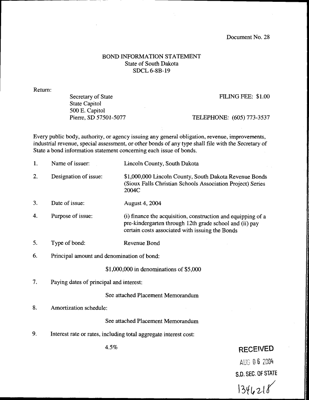 Document No. 28
BOND INFORMATION STATEMENT
State of South Dakota
SDCL 6-8B-19
Return:
Secretary of State FILING FEE: $1.00
State Capitol
500 E. Capitol
Pierre, SD 57501-5077 TELEPHONE: (605) 773-3537
Every public body, authority, or agency issuing any general obligation, revenue, improvements,
industrial revenue, special assessment, or other bonds of any type shall file with the Secretary of
State a bond information statement concerning each issue of bonds.
1. Name of issuer: Lincoln County, South Dakota
2. Designation of issue: $1,000,000 Lincoln County, South Dakota Revenue Bonds
(Sioux Falls Christian Schools Association Project) Series
2004C
3. Date of issue: August 4, 2004
4. Purpose of issue: (i) finance the acquisition, construction and equipping of a
pre-kindergarten through 12th grade school and (ii) pay
certain costs associated with issuing the Bonds
5. Type of bond: Revenue Bond
6. Principal amount and denomination of bond:
$1,000,000 in denominations of $5,000
7. Paying dates of principal and interest:
See attached Placement Memorandum
8. Amortization schedule:
See attached Placement Memorandum
9. Interest rate or rates, including total aggregate interest cost:
4.5%
RECEIVED
AUG 06 2004
S.D. SEC. OF STATE
1346218